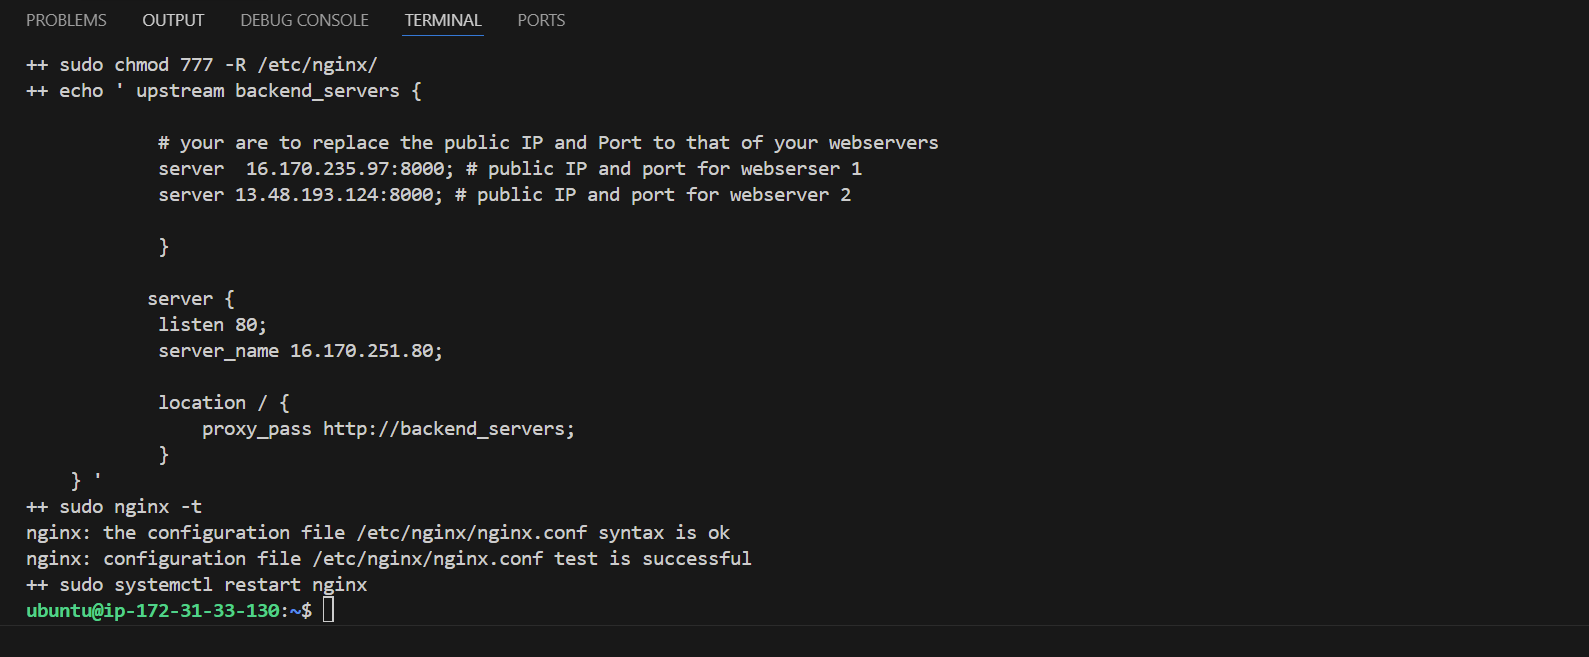 PROBLEMS OUTPUT DEBUG CONSOLE TERMINAL PORTS
++ sudo chmod 777 -R /etc/nginx/
++ echo ' upstream backend_servers {
# your are to replace the public IP and Port to that of your webservers
server  16.170.235.97:8000; # public IP and port for webserser 1
server 13.48.193.124:8000; # public IP and port for webserver 2
}
server {
listen 80;
server_name 16.170.251.80;
location / {
proxy_pass http://backend_servers;
}
} '
++ sudo nginx -t
nginx: the configuration file /etc/nginx/nginx.conf syntax is ok
nginx: configuration file /etc/nginx/nginx.conf test is successful
++ sudo systemctl restart nginx
ubuntu@ip-172-31-33-130:~$